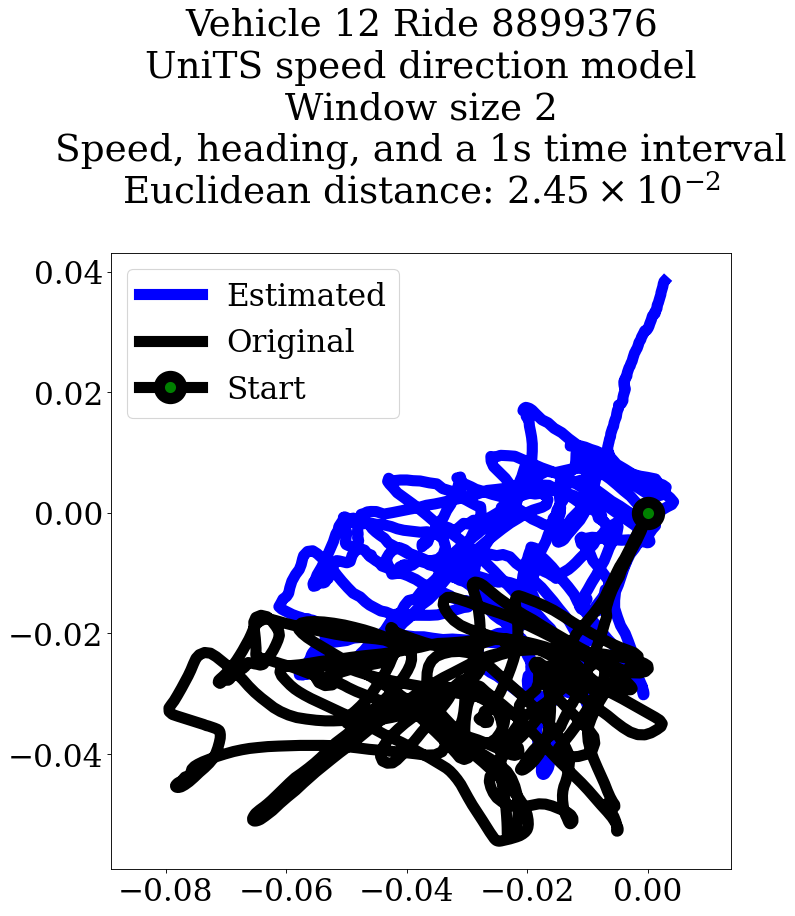 Vehicle 12 Ride 8899376
UniTS speed direction model
Window size 2
Speed, heading, and a 1s time interval
Euclidean distance: 2.45 × 10⁻²
Estimated
Original
Start
0.04
0.02
0.00
−0.02
−0.04
−0.08 −0.06 −0.04 −0.02 0.00